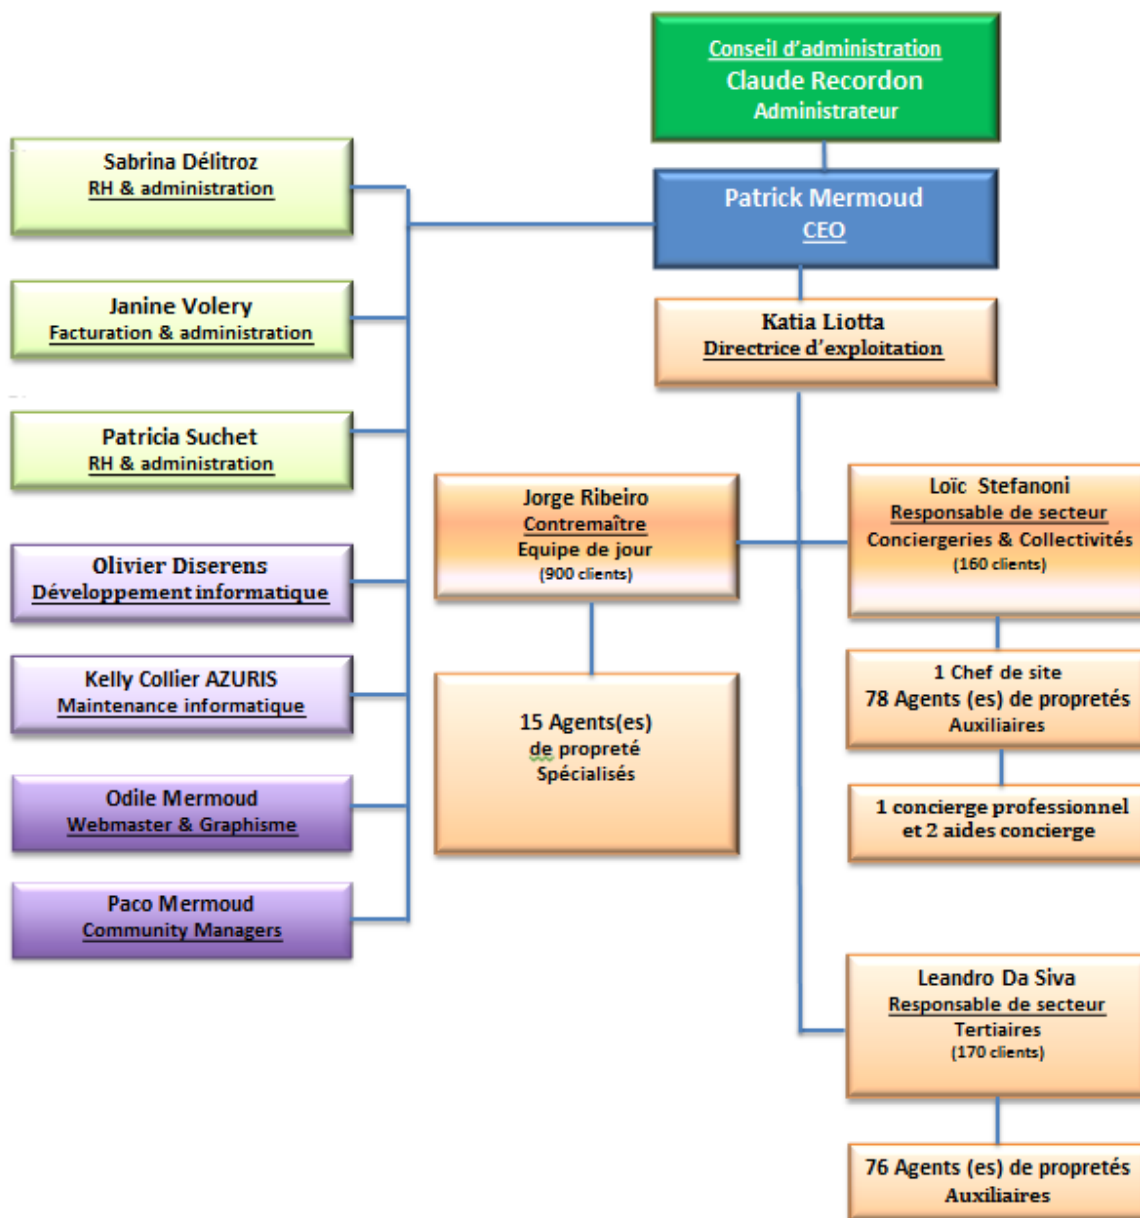 Conseil d'administration
Claude Recordon
Administrateur
Patrick Mermoud
CEO
Katia Liotta
Directrice d'exploitation
Sabrina Délitroz
RH & administration
Janine Volery
Facturation & administration
Patricia Suchet
RH & administration
Olivier Diserens
Développement informatique
Kelly Collier AZURIS
Maintenance informatique
Odile Mermoud
Webmaster & Graphisme
Paco Mermoud
Community Managers
Jorge Ribeiro
Contremaître
Equipe de jour
(900 clients)
15 Agents(es)
de propreté
Spécialisés
Loïc Stefanoni
Responsable de secteur
Conciergeries & Collectivités
(160 clients)
1 Chef de site
78 Agents (es) de propretés
Auxiliaires
1 concierge professionnel
et 2 aides concierge
Leandro Da Siva
Responsable de secteur
Tertiaires
(170 clients)
76 Agents (es) de propretés
Auxiliaires